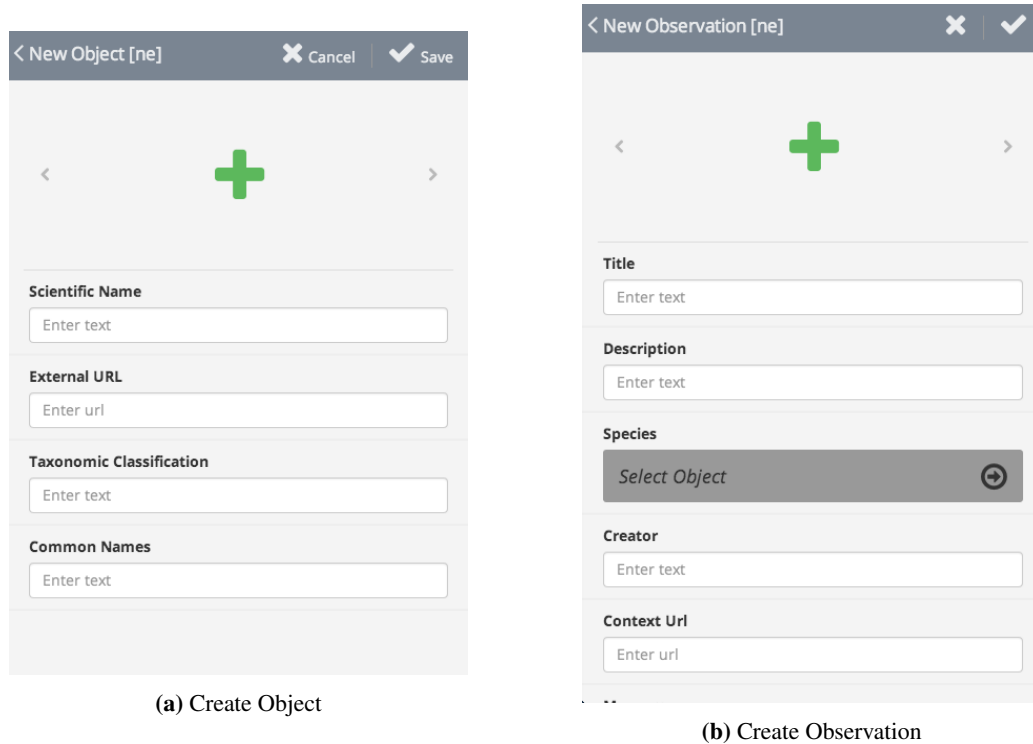 New Object [ne]
Cancel
Save
Scientific Name
Enter text
External URL
Enter url
Taxonomic Classification
Enter text
Common Names
Enter text
(a) Create Object
New Observation [ne]
Title
Enter text
Description
Enter text
Species
Select Object
Creator
Enter text
Context Url
Enter url
(b) Create Observation